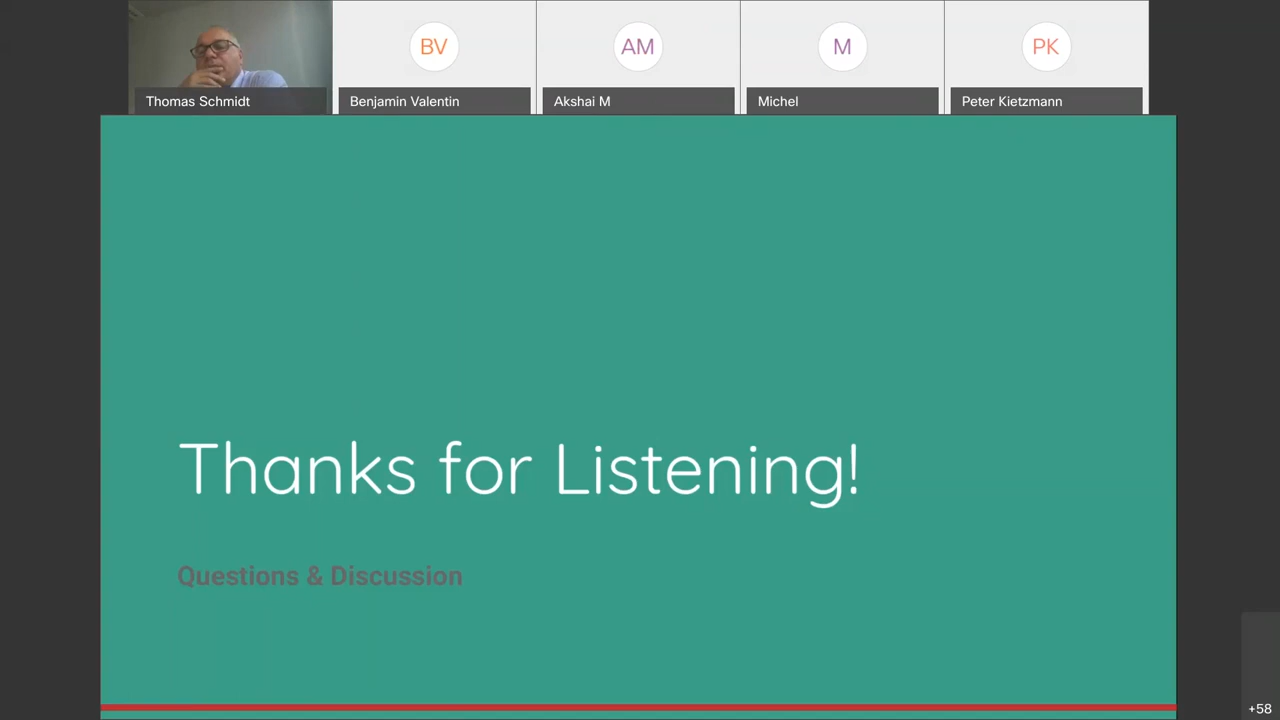 BV
AM
M
PK
Thomas Schmidt
Benjamin Valentin
Akshai M
Michel
Peter Kietzmann
Thanks for Listening!
Questions & Discussion
+58